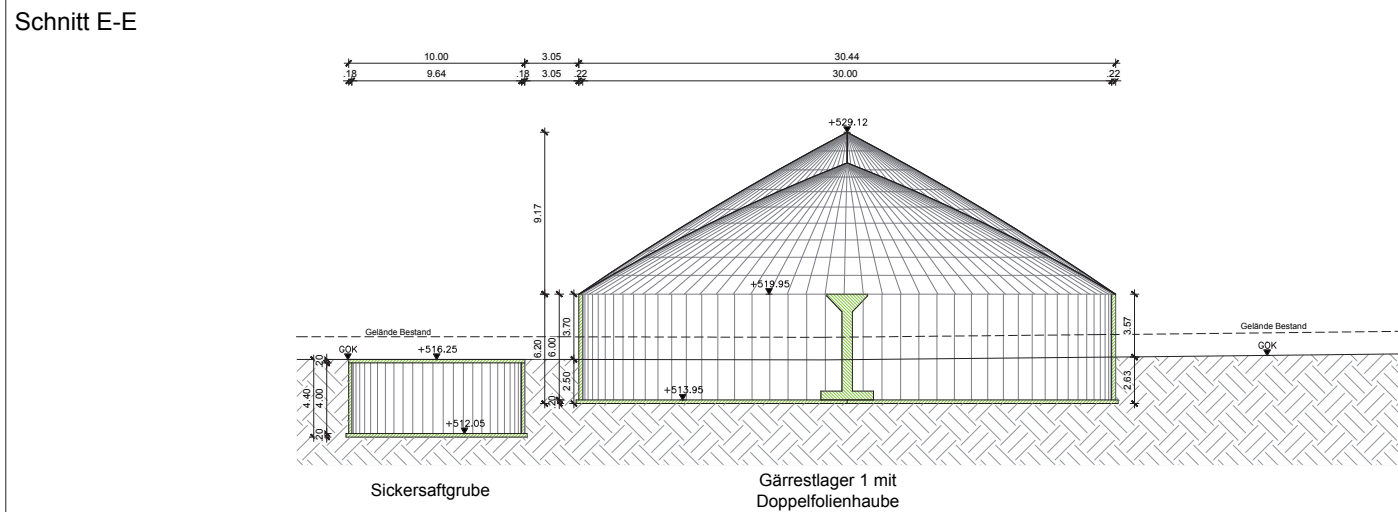 Schnitt E-E
10.00 3.05 30.44
.18 9.64 .18 3.05 .22 30.00 .22
+529.12
9.17
+519.95
Gelände Bestand
Gelände Bestand
GOK
+516.25
GOK
6.20
6.00
3.70
2.50
.20
3.57
2.63
4.40
.20
4.00
.20
+513.95
+512.05
Sickersaftgrube
Gärrestlager 1 mit
Doppelfolienhaube